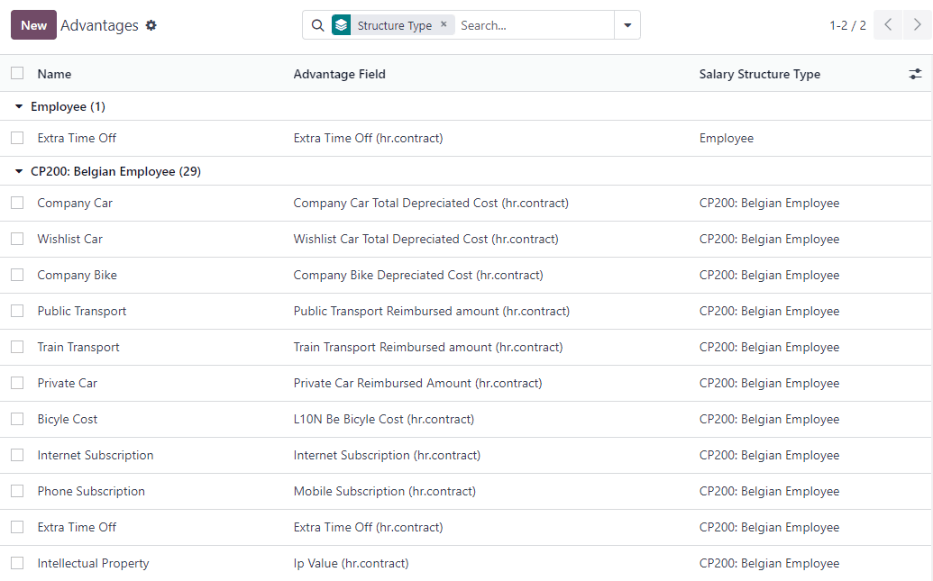 New Advantages Structure Type × Search... 1-2 / 2
Name Advantage Field Salary Structure Type
Employee (1)
Extra Time Off Extra Time Off (hr.contract) Employee
CP200: Belgian Employee (29)
Company Car Company Car Total Depreciated Cost (hr.contract) CP200: Belgian Employee
Wishlist Car Wishlist Car Total Depreciated Cost (hr.contract) CP200: Belgian Employee
Company Bike Company Bike Depreciated Cost (hr.contract) CP200: Belgian Employee
Public Transport Public Transport Reimbursed amount (hr.contract) CP200: Belgian Employee
Train Transport Train Transport Reimbursed amount (hr.contract) CP200: Belgian Employee
Private Car Private Car Reimbursed Amount (hr.contract) CP200: Belgian Employee
Bicyle Cost L10N Be Bicyle Cost (hr.contract) CP200: Belgian Employee
Internet Subscription Internet Subscription (hr.contract) CP200: Belgian Employee
Phone Subscription Mobile Subscription (hr.contract) CP200: Belgian Employee
Extra Time Off Extra Time Off (hr.contract) CP200: Belgian Employee
Intellectual Property Ip Value (hr.contract) CP200: Belgian Employee